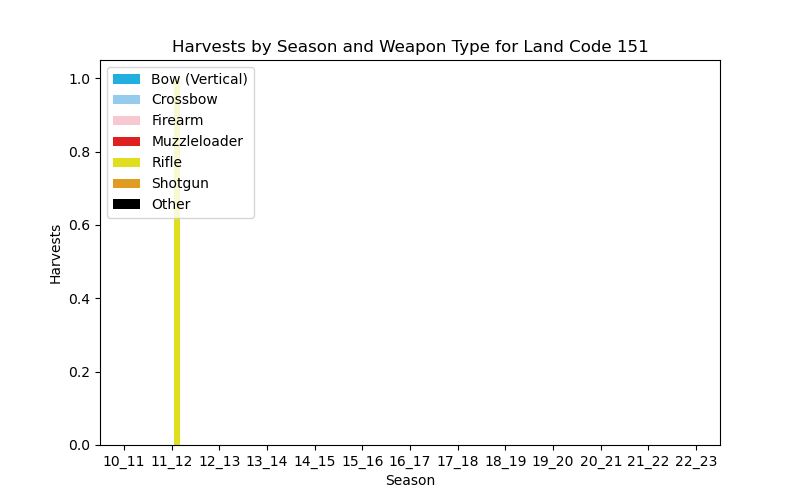 Harvests by Season and Weapon Type for Land Code 151
Bow (Vertical)
Crossbow
Firearm
Muzzleloader
Rifle
Shotgun
Other
1.0
0.8
0.6
0.4
0.2
0.0
Harvests
10_11 11_12 12_13 13_14 14_15 15_16 16_17 17_18 18_19 19_20 20_21 21_22 22_23
Season